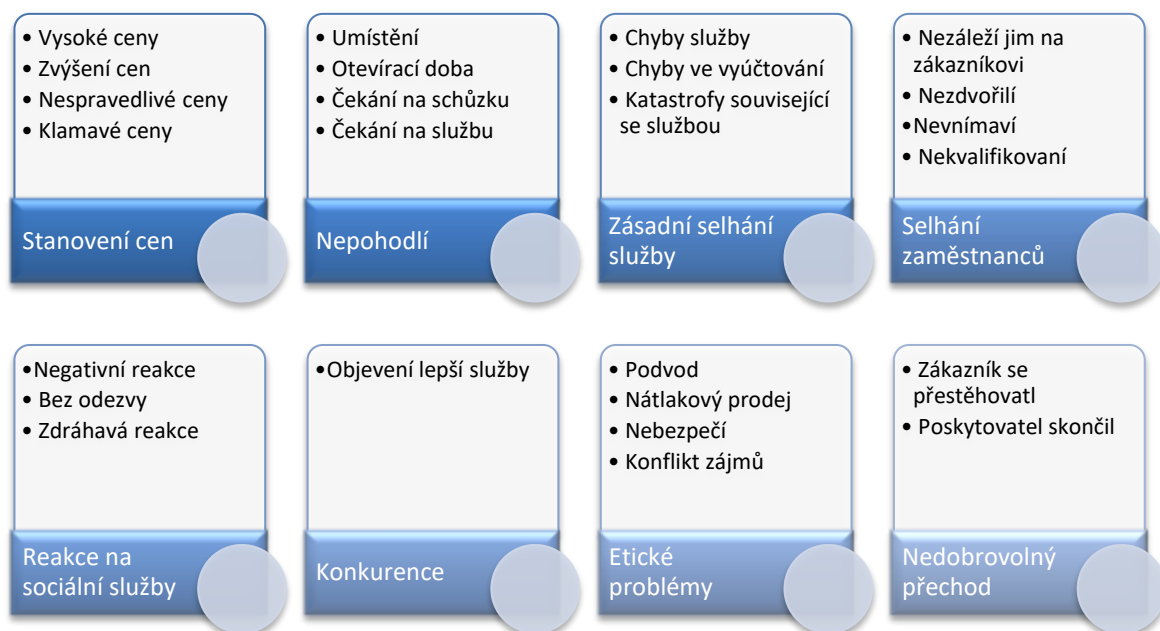 • Vysoké ceny
• Zvýšení cen
• Nespravedlivé ceny
• Klamavé ceny
Stanovení cen
• Umístění
• Otevírací doba
• Čekání na schůzku
• Čekání na službu
Nepohodlí
• Chyby služby
• Chyby ve vyúčtování
• Katastrofy související
se službou
Zásadní selhání
služby
• Nezáleží jim na
zákazníkovi
• Nezdvořilí
•Nevnímaví
• Nekvalifikovaní
Selhání
zaměstnanců
•Negativní reakce
• Bez odezvy
• Zdráhavá reakce
Reakce na
sociální služby
•Objevení lepší služby
Konkurence
• Podvod
• Nátlakový prodej
• Nebezpečí
• Konflikt zájmů
Etické
problémy
• Zákazník se
přestěhovatl
• Poskytovatel skončil
Nedobrovolný
přechod